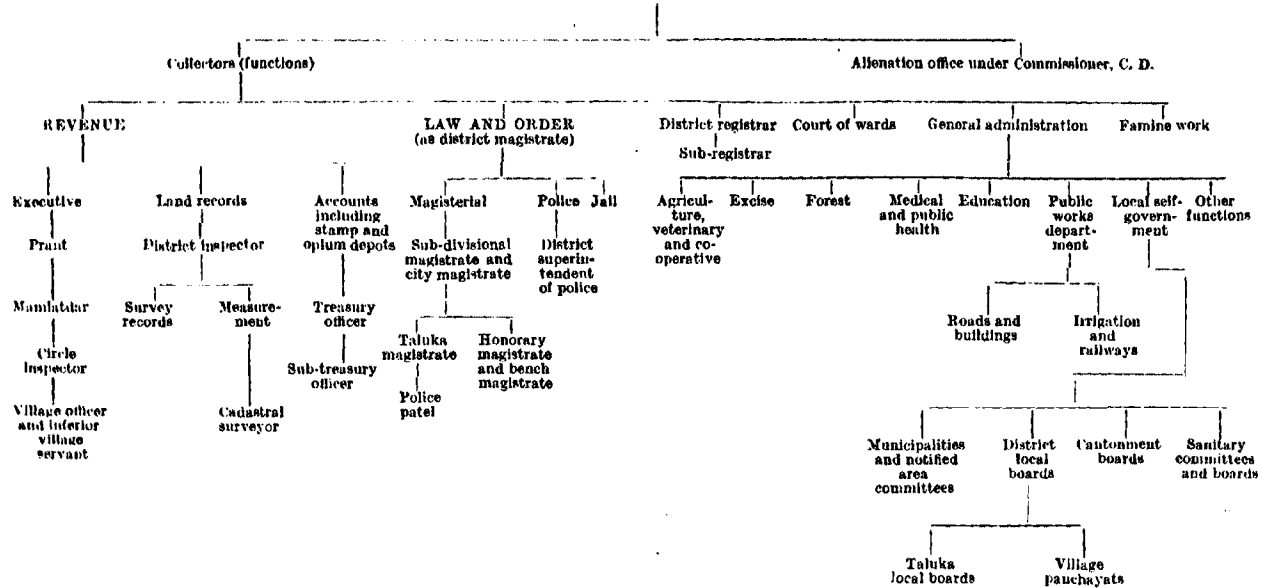 Collectors (functions)
Alienation office under Commissioner, C. D.
REVENUE
LAW AND ORDER
(as district magistrate)
District registrar
Sub-registrar
Court of wards
General administration
Famine work
Executive
Land records
Accounts
including
stamp and
opium depots
Magisterial
Police
Jail
Agricul-
ture,
veterinary
and co-
operative
Excise
Forest
Medical
and public
health
Education
Public
works
depart-
ment
Local self-
govern-
ment
Other
functions
Prant
District inspector
Sub-divisional
magistrate and
city magistrate
District
superin-
tendent
of police
Mamlatdar
Survey
records
Measure-
ment
Treasury
officer
Taluka
magistrate
Honorary
magistrate
and bench
magistrate
Roads and
buildings
Irrigation
and
railways
Circle
Inspector
Sub-treasury
officer
Police
patel
Village officer
and inferior
village
servant
Cadastral
surveyor
Municipalities
and notified
area
committees
District
local
boards
Cantonment
boards
Sanitary
committees
and boards
Taluka
local boards
Village
panchayats